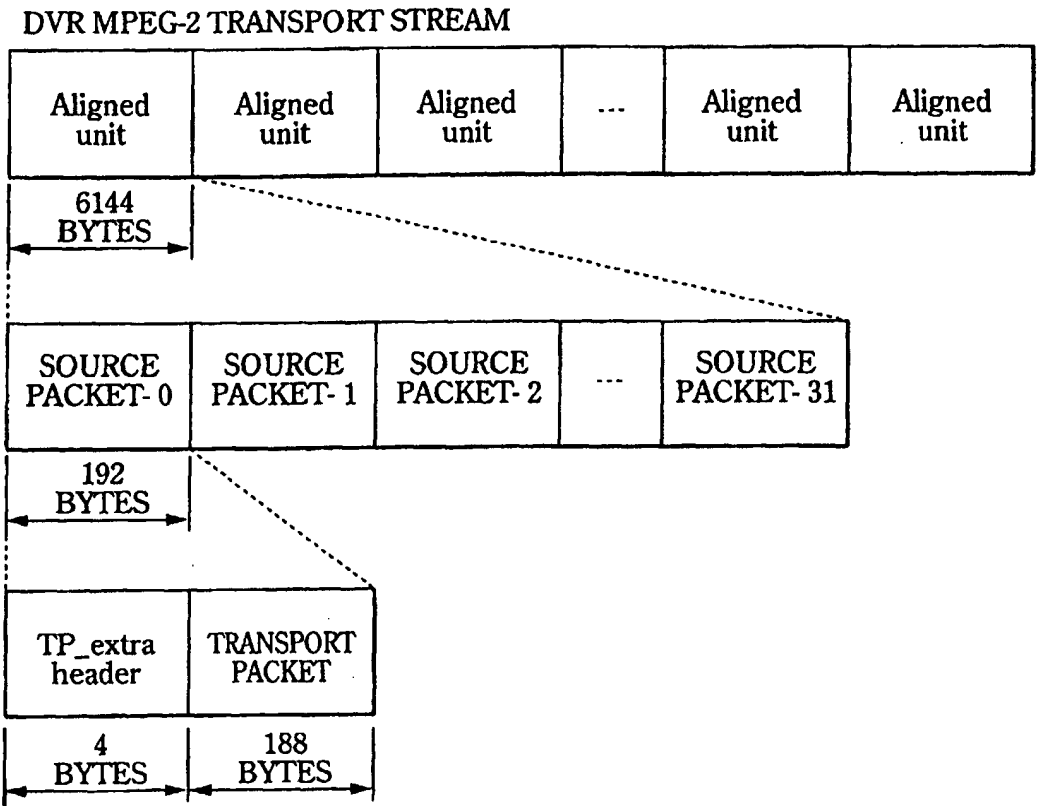 DVR MPEG-2 TRANSPORT STREAM
Aligned unit
Aligned unit
Aligned unit
---
Aligned unit
Aligned unit
6144 BYTES
SOURCE PACKET- 0
SOURCE PACKET- 1
SOURCE PACKET- 2
---
SOURCE PACKET- 31
192 BYTES
TP_extra header
TRANSPORT PACKET
4 BYTES
188 BYTES